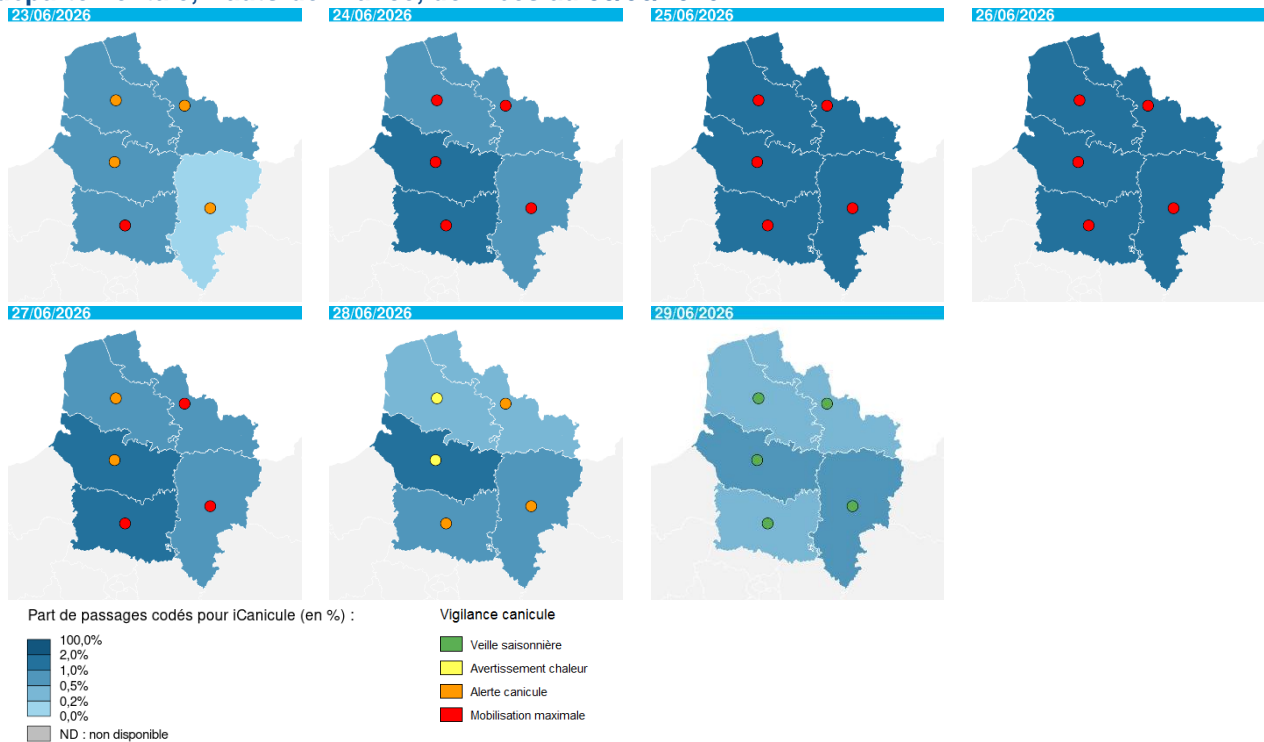 23/06/2026
24/06/2026
25/06/2026
26/06/2026
27/06/2026
28/06/2026
29/06/2026
Part de passages codés pour iCanicule (en %) :
100,0%
2,0%
1,0%
0,5%
0,2%
0,0%
ND : non disponible
Vigilance canicule
Veille saisonnière
Avertissement chaleur
Alerte canicule
Mobilisation maximale